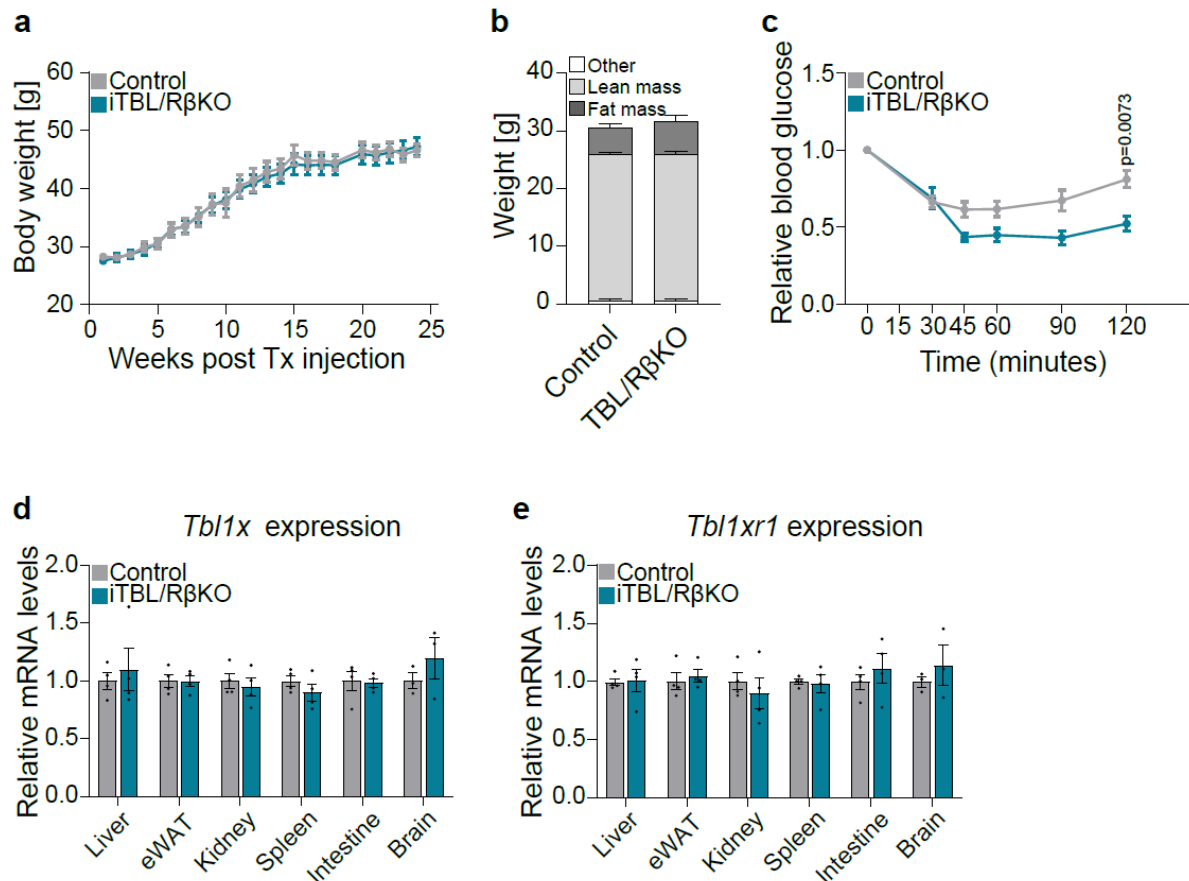 a
Control
iTBL/RβKO
Body weight [g]
60
50
40
30
20
0
5
10
15
20
25
Weeks post Tx injection
b
Other
Lean mass
Fat mass
Weight [g]
40
30
20
10
0
Control
TBL/RβKO
c
Control
iTBL/RβKO
p=0.0073
Relative blood glucose
1.5
1.0
0.5
0.0
0
15
30
45
60
90
120
Time (minutes)
d
Tbl1x expression
Control
iTBL/RβKO
Relative mRNA levels
2.0
1.5
1.0
0.5
0.0
Liver
eWAT
Kidney
Spleen
Intestine
Brain
e
Tbl1xr1 expression
Control
iTBL/RβKO
Relative mRNA levels
2.0
1.5
1.0
0.5
0.0
Liver
eWAT
Kidney
Spleen
Intestine
Brain